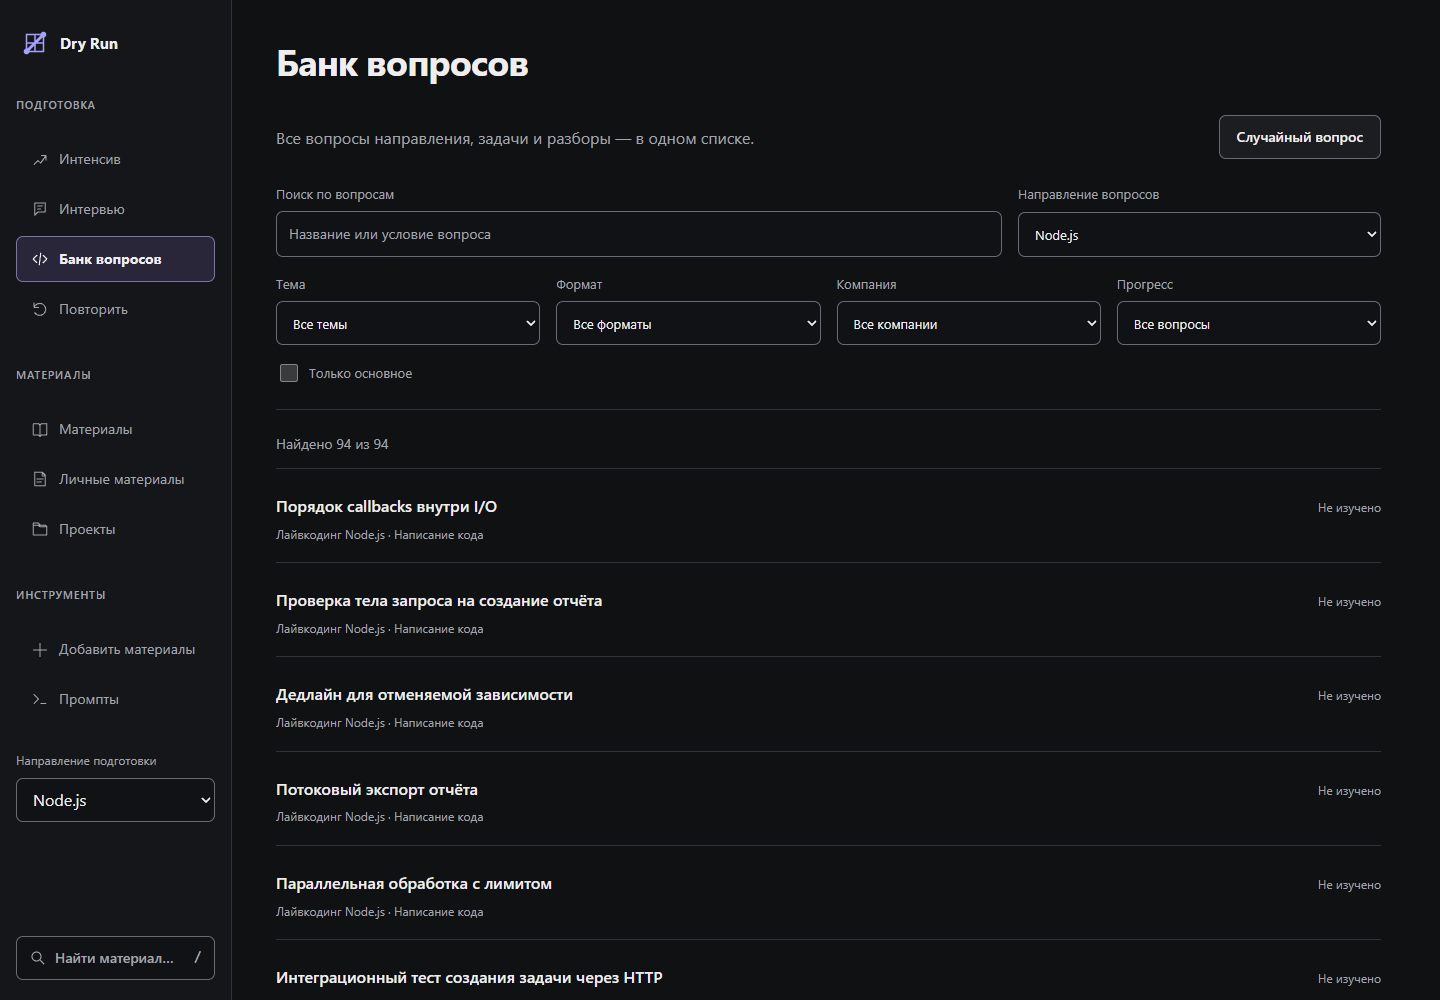 Dry Run
ПОДГОТОВКА
Интенсив
Интервью
Банк вопросов
Повторить
МАТЕРИАЛЫ
Материалы
Личные материалы
Проекты
ИНСТРУМЕНТЫ
Добавить материалы
Промпты
Направление подготовки
Node.js
Найти материал... /
Банк вопросов
Все вопросы направления, задачи и разборы — в одном списке.
Случайный вопрос
Поиск по вопросам
Название или условие вопроса
Направление вопросов
Node.js
Тема
Все темы
Формат
Все форматы
Компания
Все компании
Прогресс
Все вопросы
Только основное
Найдено 94 из 94
Порядок callbacks внутри I/O
Не изучено
Лайвкодинг Node.js · Написание кода
Проверка тела запроса на создание отчёта
Не изучено
Лайвкодинг Node.js · Написание кода
Дедлайн для отменяемой зависимости
Не изучено
Лайвкодинг Node.js · Написание кода
Потоковый экспорт отчёта
Не изучено
Лайвкодинг Node.js · Написание кода
Параллельная обработка с лимитом
Не изучено
Лайвкодинг Node.js · Написание кода
Интеграционный тест создания задачи через HTTP
Не изучено